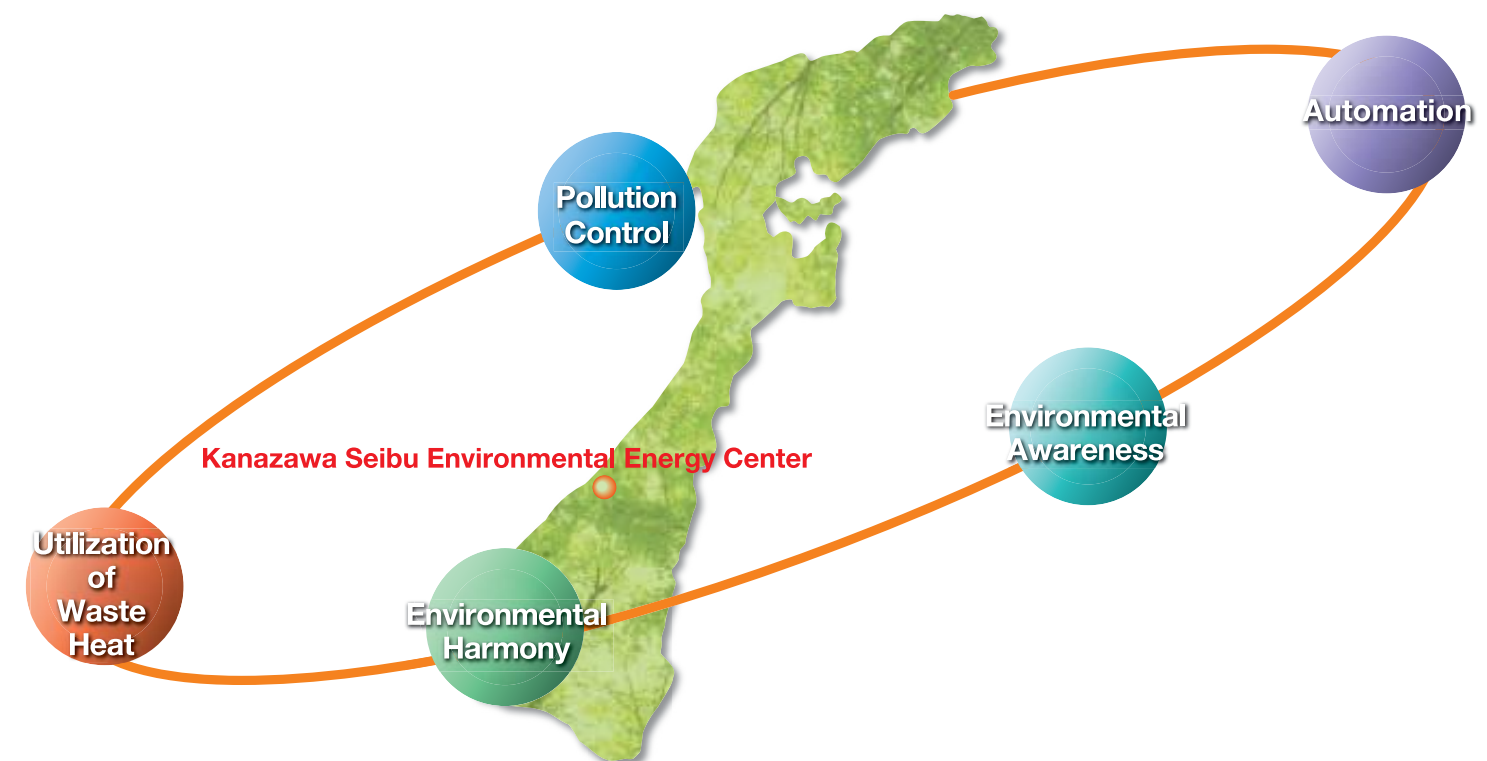 Automation
Pollution
Control
Environmental
Awareness
Kanazawa Seibu Environmental Energy Center
Utilization
of
Waste
Heat
Environmental
Harmony